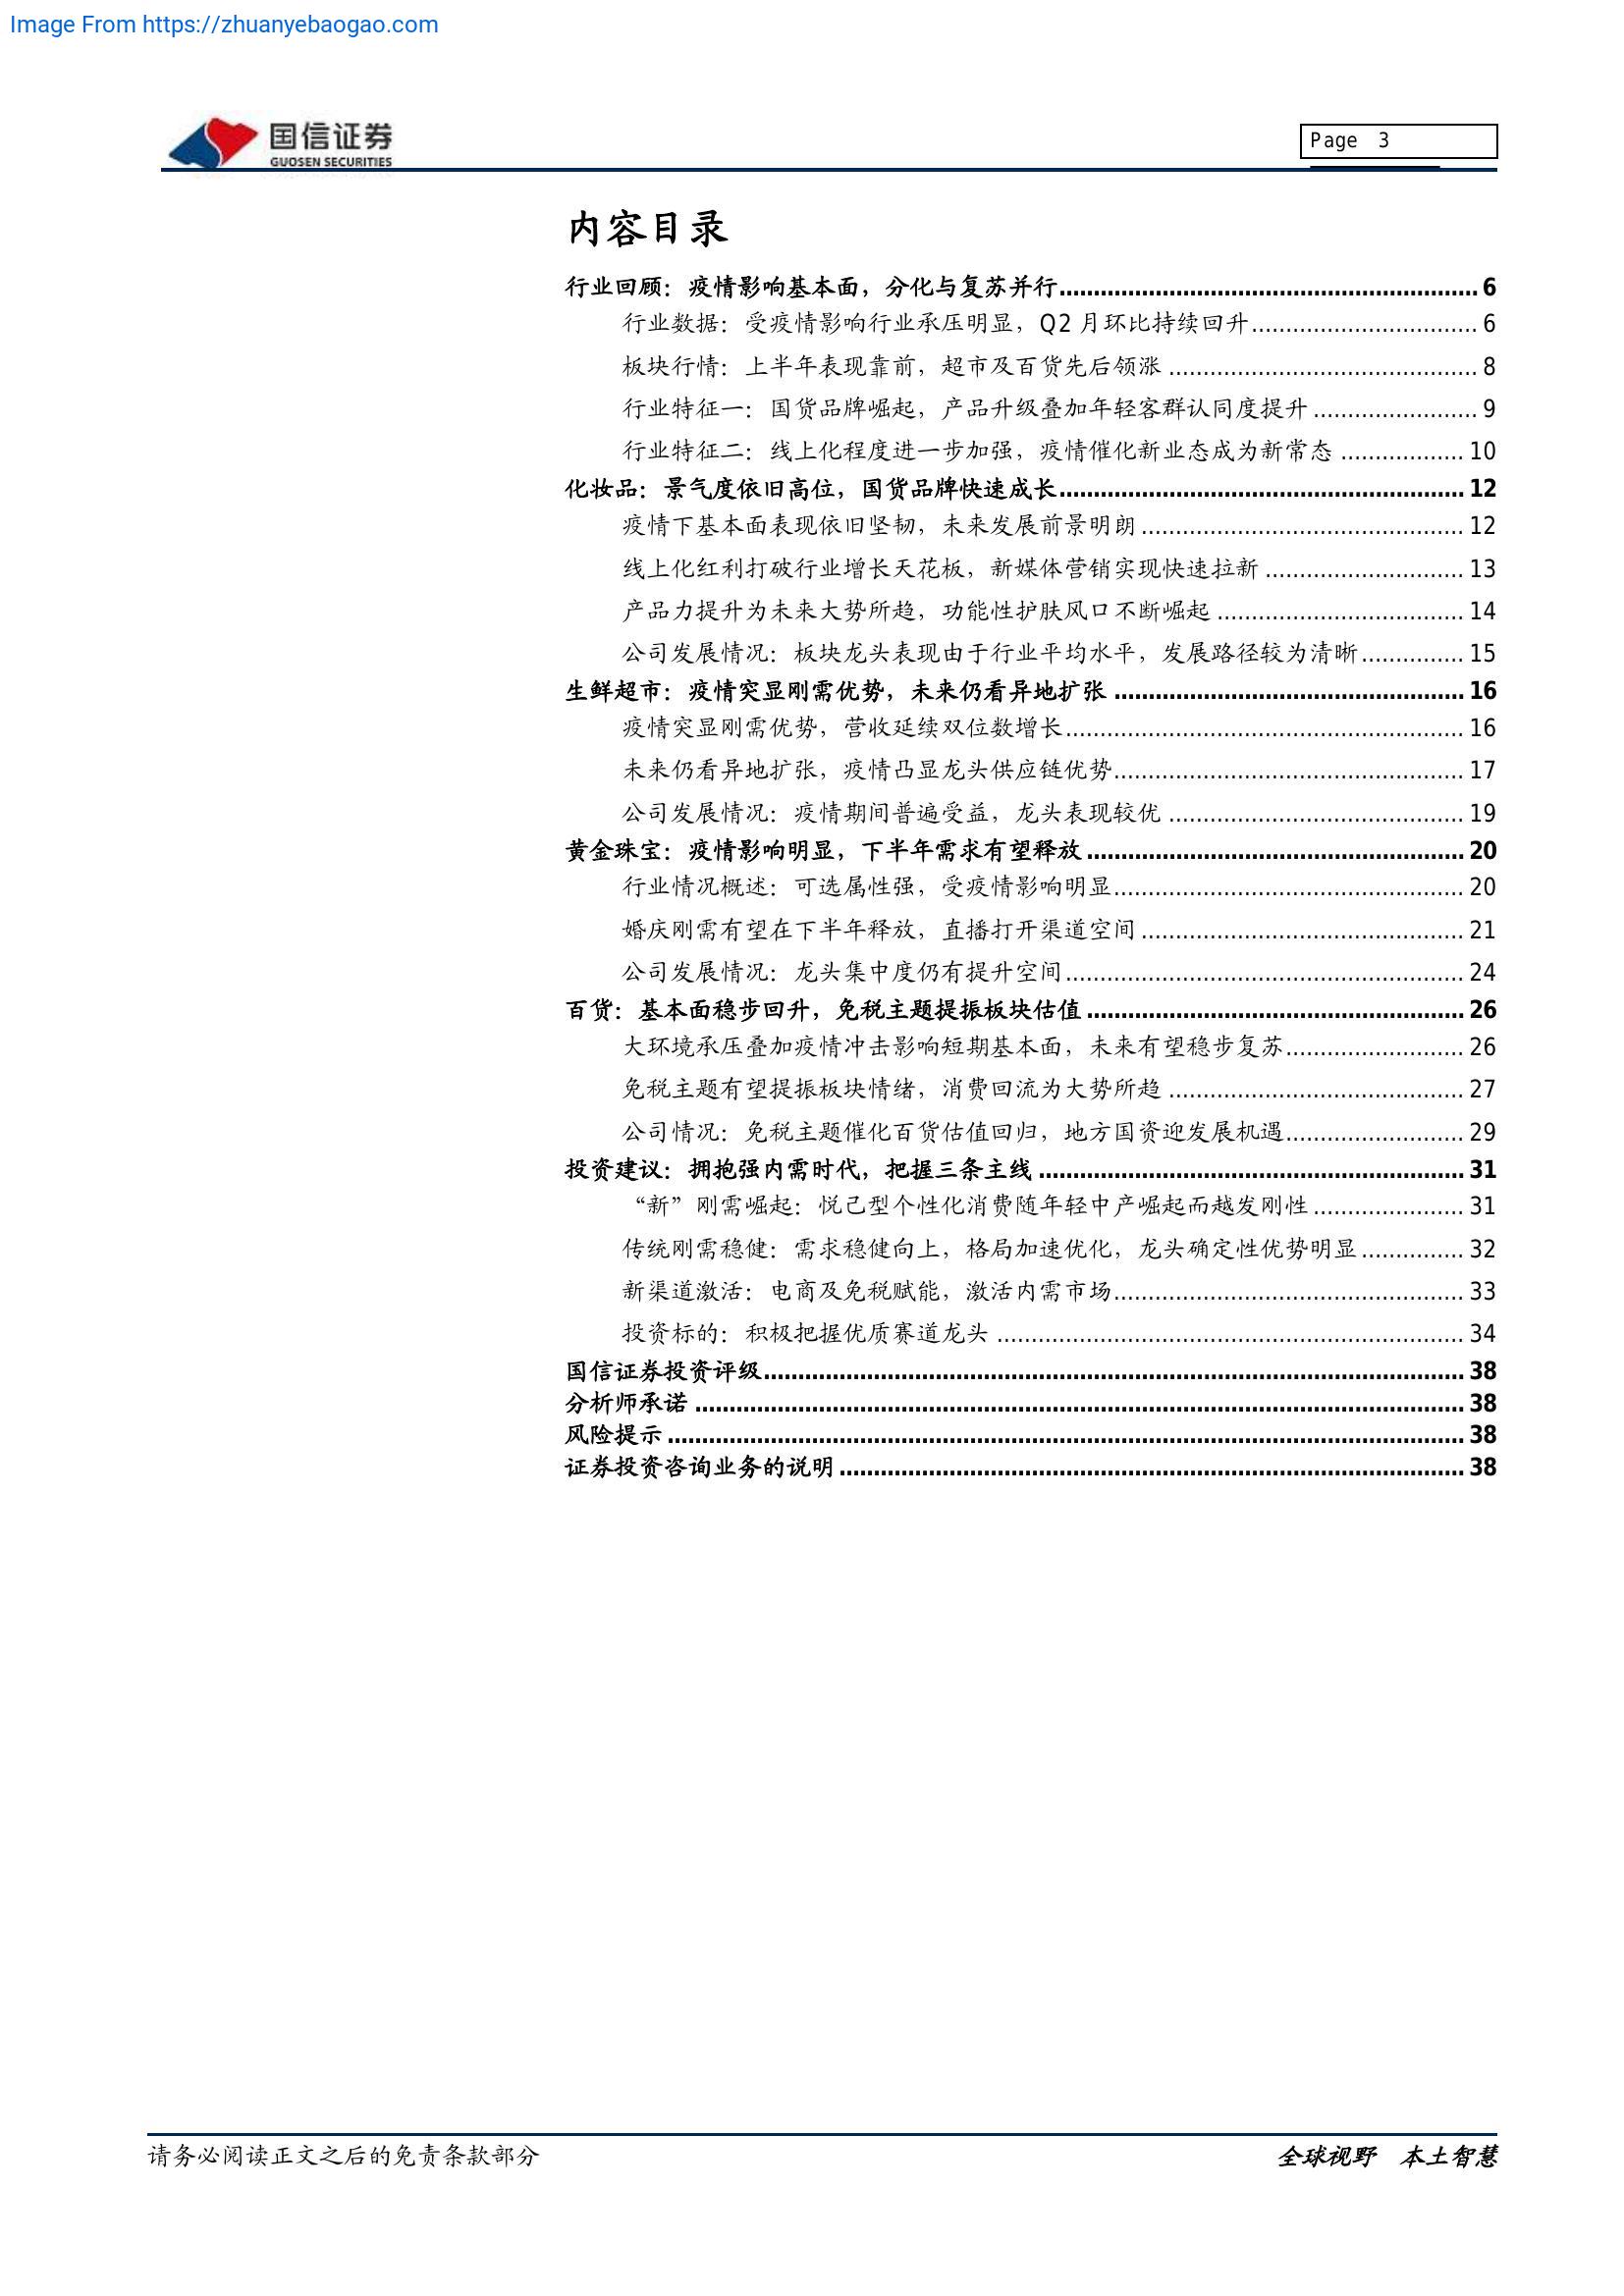 Image From https://zhuanyebaogao.com
国信证券
GUOSEN SECURITIES
Page 3
内容目录
行业回顾：疫情影响基本面，分化与复苏并行 6
行业数据：受疫情影响行业承压明显，Q2 月环比持续回升 6
板块行情：上半年表现靠前，超市及百货先后领涨 8
行业特征一：国货品牌崛起，产品升级叠加年轻客群认同度提升 9
行业特征二：线上化程度进一步加强，疫情催化新业态成为新常态 10
化妆品：景气度依旧高位，国货品牌快速成长 12
疫情下基本面表现依旧坚韧，未来发展前景明朗 12
线上化红利打破行业增长天花板，新媒体营销实现快速拉新 13
产品力提升为未来大势所趋，功能性护肤风口不断崛起 14
公司发展情况：板块龙头表现由于行业平均水平，发展路径较为清晰 15
生鲜超市：疫情突显刚需优势，未来仍看异地扩张 16
疫情突显刚需优势，营收延续双位数增长 16
未来仍看异地扩张，疫情凸显龙头供应链优势 17
公司发展情况：疫情期间普遍受益，龙头表现较优 19
黄金珠宝：疫情影响明显，下半年需求有望释放 20
行业情况概述：可选属性强，受疫情影响明显 20
婚庆刚需有望在下半年释放，直播打开渠道空间 21
公司发展情况：龙头集中度仍有提升空间 24
百货：基本面稳步回升，免税主题提振板块估值 26
大环境承压叠加疫情冲击影响短期基本面，未来有望稳步复苏 26
免税主题有望提振板块情绪，消费回流为大势所趋 27
公司情况：免税主题催化百货估值回归，地方国资迎发展机遇 29
投资建议：拥抱强内需时代，把握三条主线 31
“新”刚需崛起：悦己型个性化消费随年轻中产崛起而越发刚性 31
传统刚需稳健：需求稳健向上，格局加速优化，龙头确定性优势明显 32
新渠道激活：电商及免税赋能，激活内需市场 33
投资标的：积极把握优质赛道龙头 34
国信证券投资评级 38
分析师承诺 38
风险提示 38
证券投资咨询业务的说明 38
请务必阅读正文之后的免责条款部分
全球视野 本土智慧